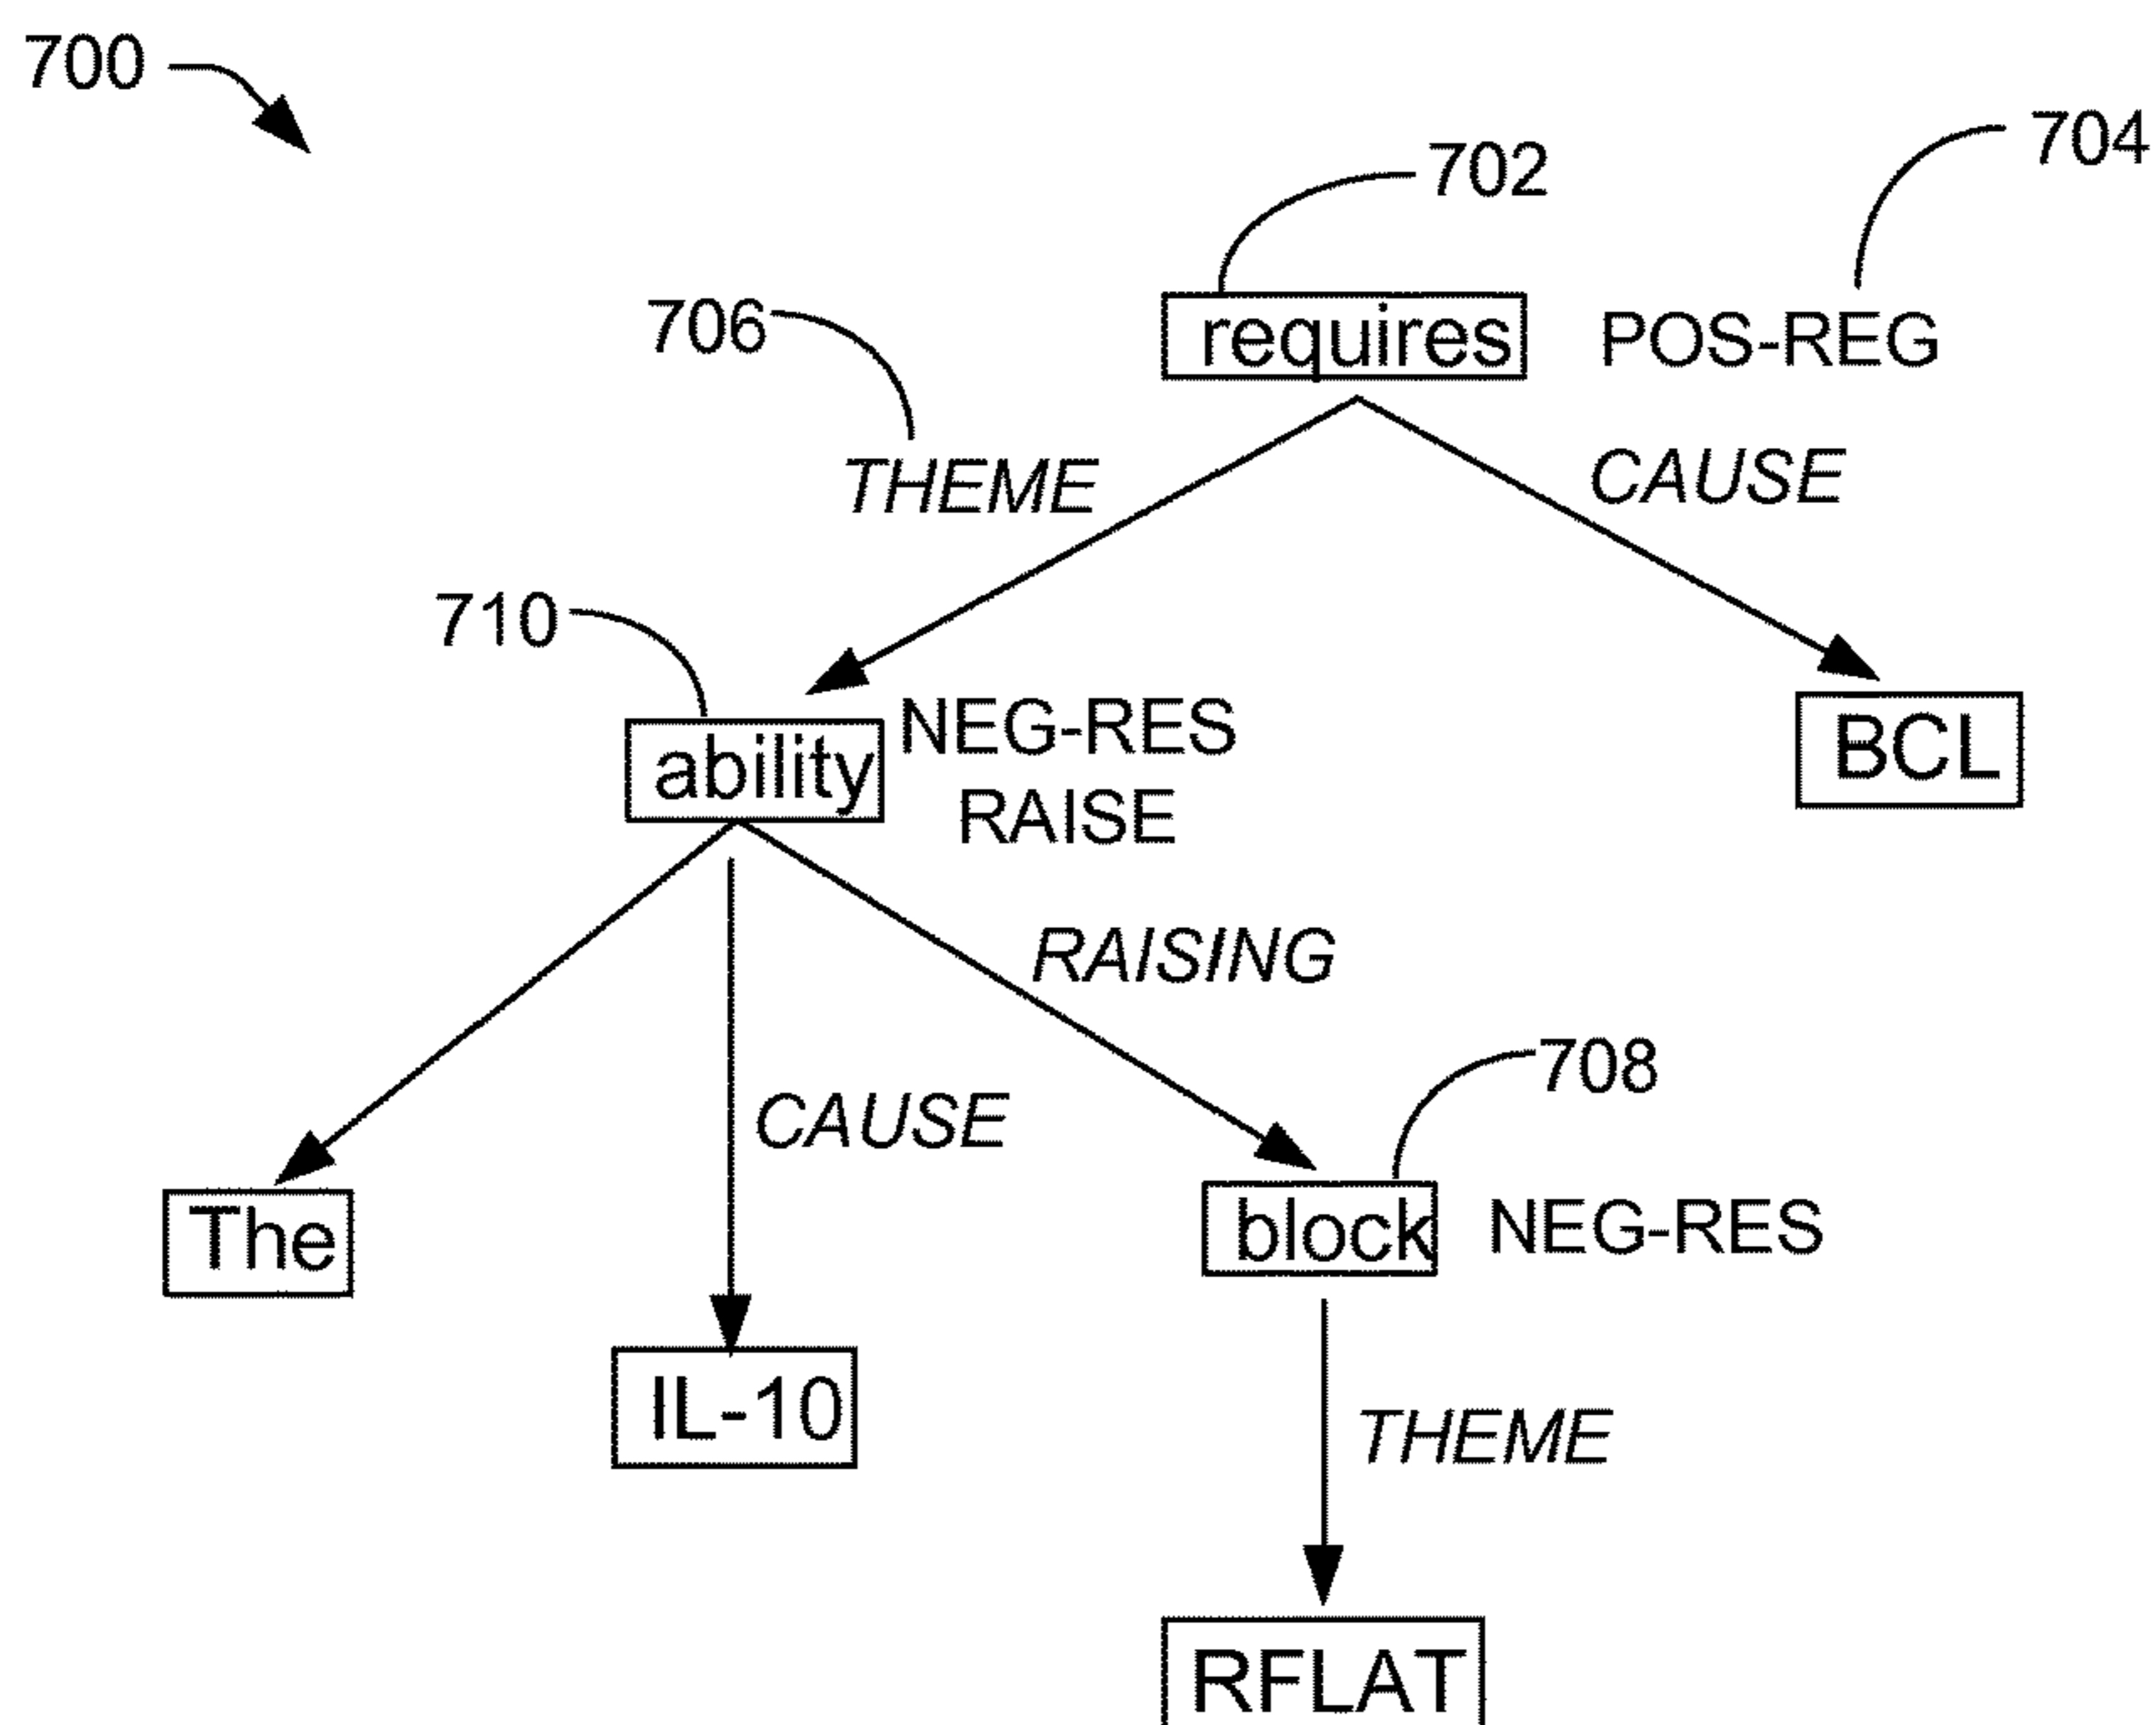 700
704
702
706
requires POS-REG
THEME
CAUSE
710
NEG-RES
ability
BCL
RAISE
RAISING
708
CAUSE
The
block NEG-RES
IL-10
THEME
RFLAT